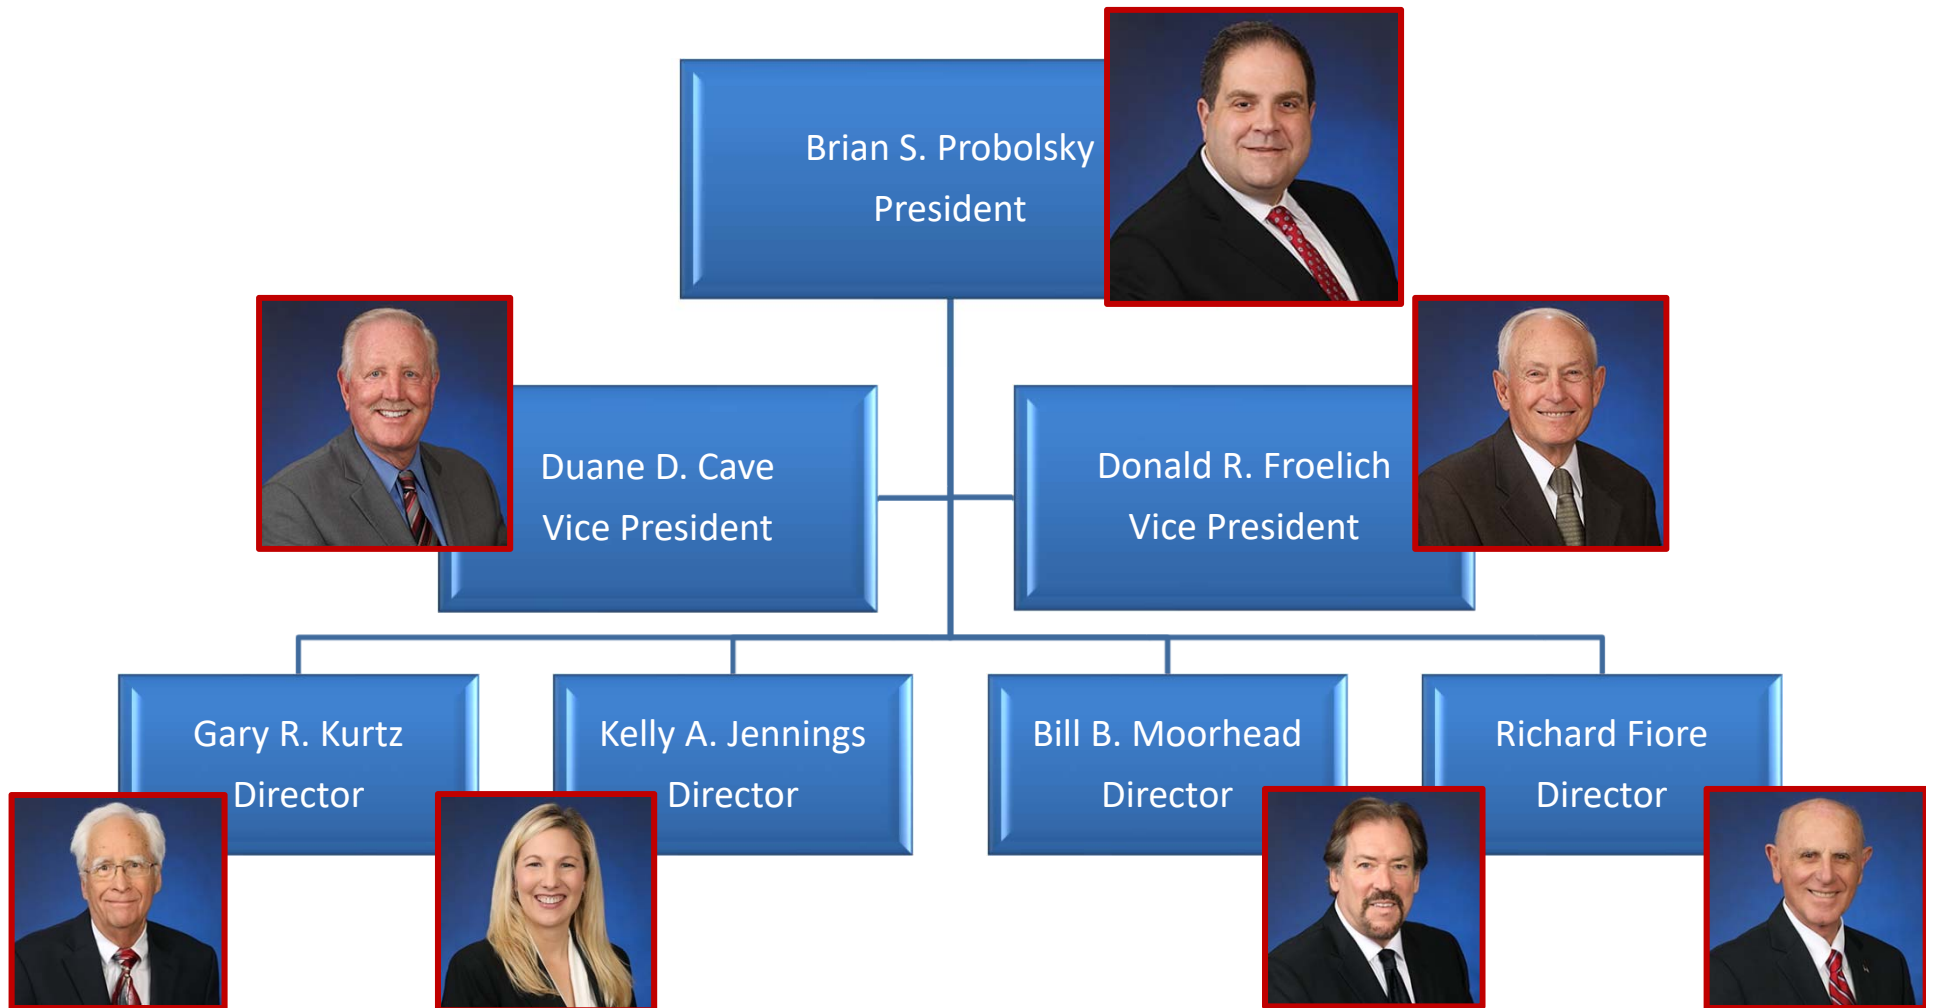 Brian S. Probolsky
President
Duane D. Cave
Vice President
Donald R. Froelich
Vice President
Gary R. Kurtz
Director
Kelly A. Jennings
Director
Bill B. Moorhead
Director
Richard Fiore
Director